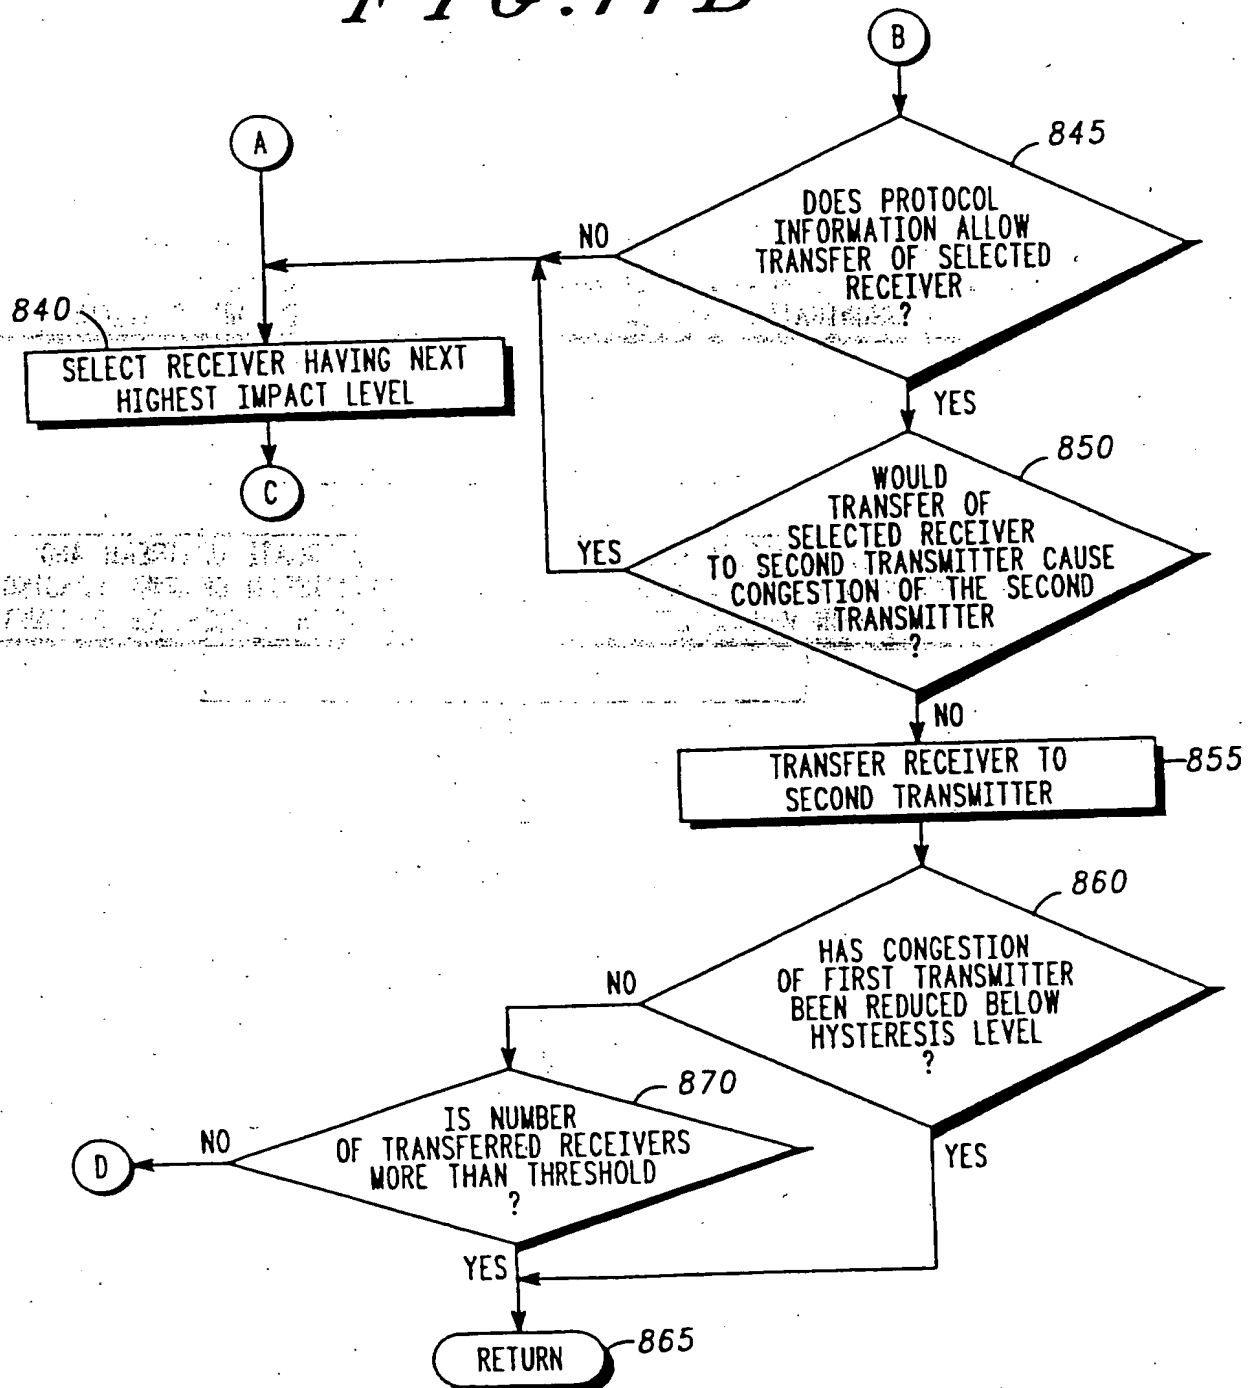 FIG. 11B
B
A
845
DOES PROTOCOL
INFORMATION ALLOW
TRANSFER OF SELECTED
RECEIVER
?
NO
840
SELECT RECEIVER HAVING NEXT
HIGHEST IMPACT LEVEL
YES
C
850
WOULD
TRANSFER OF
SELECTED RECEIVER
TO SECOND TRANSMITTER CAUSE
CONGESTION OF THE SECOND
TRANSMITTER
?
YES
NO
TRANSFER RECEIVER TO
SECOND TRANSMITTER
855
860
HAS CONGESTION
OF FIRST TRANSMITTER
BEEN REDUCED BELOW
HYSTERESIS LEVEL
?
NO
870
IS NUMBER
OF TRANSFERRED RECEIVERS
MORE THAN THRESHOLD
?
NO
D
YES
YES
RETURN
865